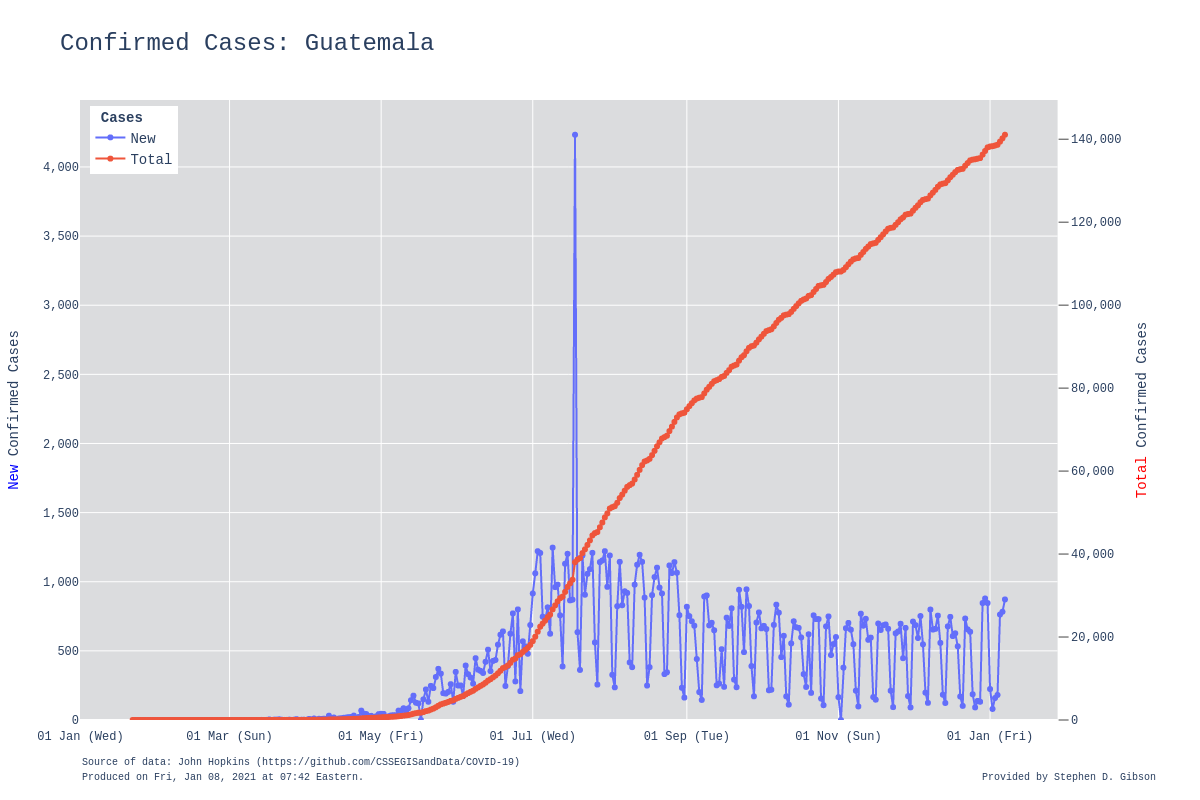 Confirmed Cases: Guatemala
Cases
New
Total
4,000
3,500
3,000
2,500
2,000
1,500
1,000
500
0
New Confirmed Cases
140,000
120,000
100,000
80,000
60,000
40,000
20,000
0
Total Confirmed Cases
01 Jan (Wed) 01 Mar (Sun) 01 May (Fri) 01 Jul (Wed) 01 Sep (Tue) 01 Nov (Sun) 01 Jan (Fri)
Source of data: John Hopkins (https://github.com/CSSEGISandData/COVID-19)
Produced on Fri, Jan 08, 2021 at 07:42 Eastern.
Provided by Stephen D. Gibson